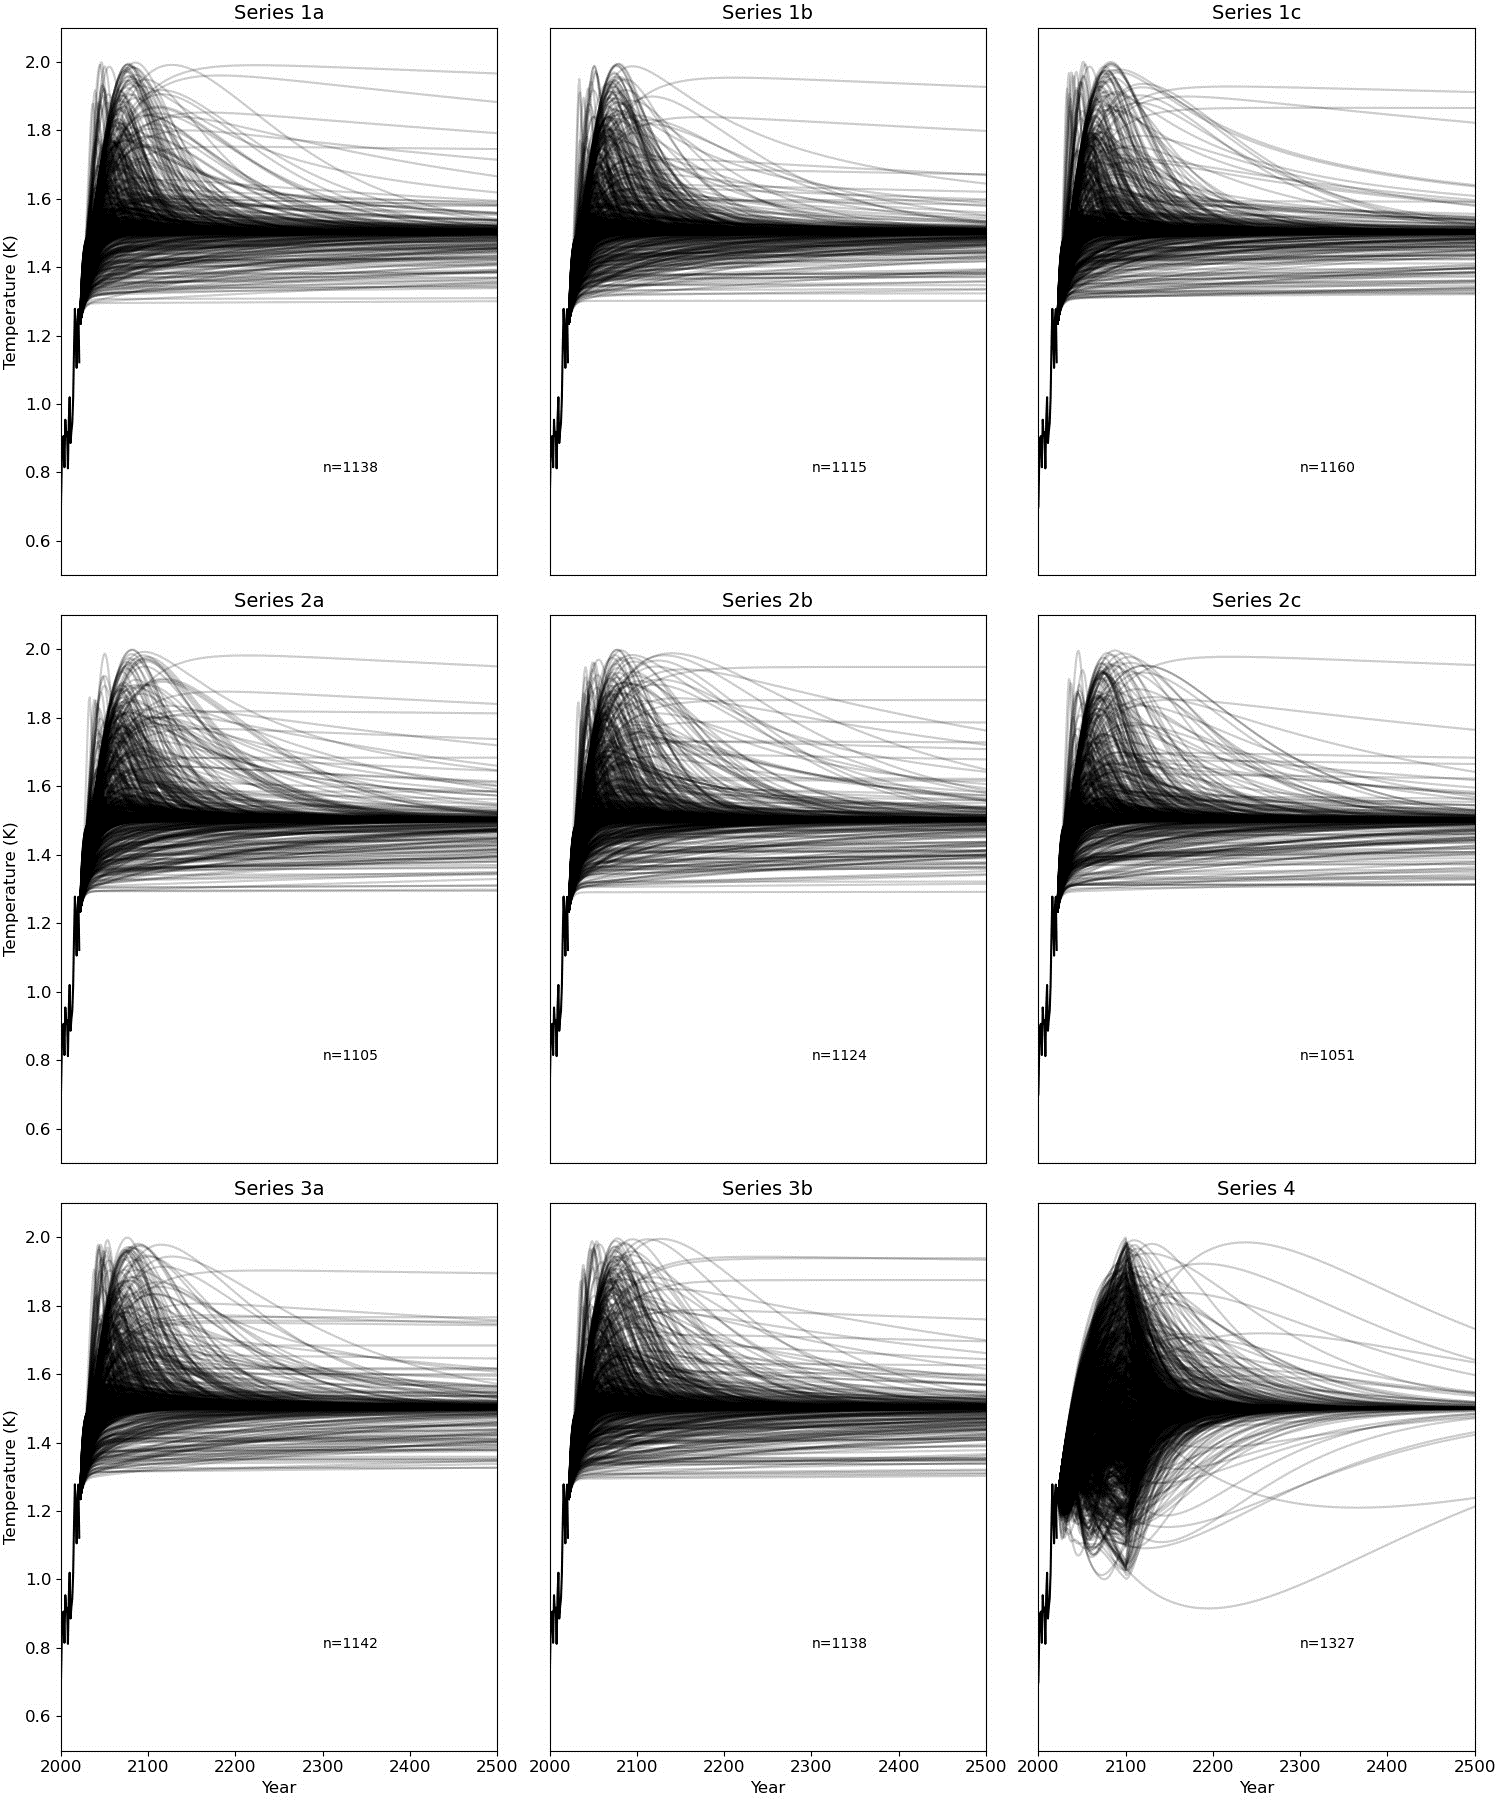 Series 1a
Series 1b
Series 1c
2.0
1.8
1.6
1.4
1.2
1.0
0.8
0.6
Temperature (K)
n=1138
n=1115
n=1160
Series 2a
Series 2b
Series 2c
2.0
1.8
1.6
1.4
1.2
1.0
0.8
0.6
Temperature (K)
n=1105
n=1124
n=1051
Series 3a
Series 3b
Series 4
2.0
1.8
1.6
1.4
1.2
1.0
0.8
0.6
Temperature (K)
n=1142
n=1138
n=1327
2000 2100 2200 2300 2400 2500
2000 2100 2200 2300 2400 2500
2000 2100 2200 2300 2400 2500
Year
Year
Year